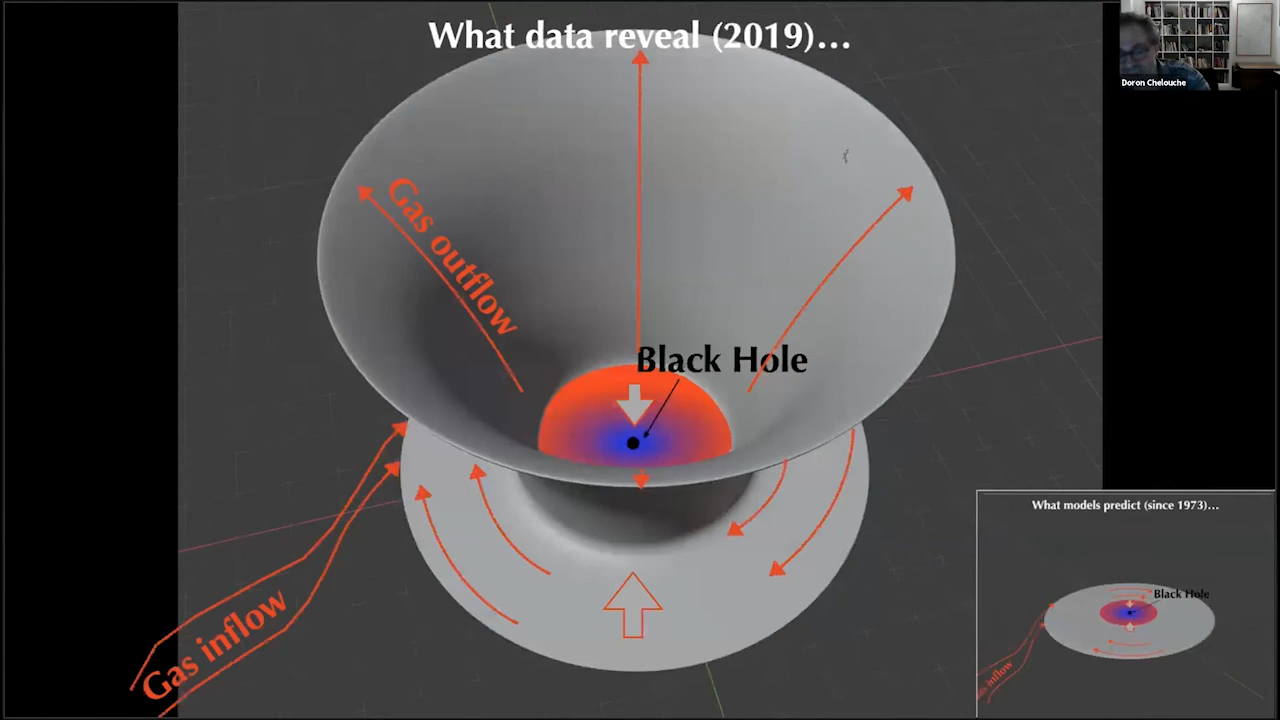 What data reveal (2019)...
Doron Chelouche
Gas outflow
Black Hole
Gas inflow
What models predict (since 1973)...
Black Hole
inflow